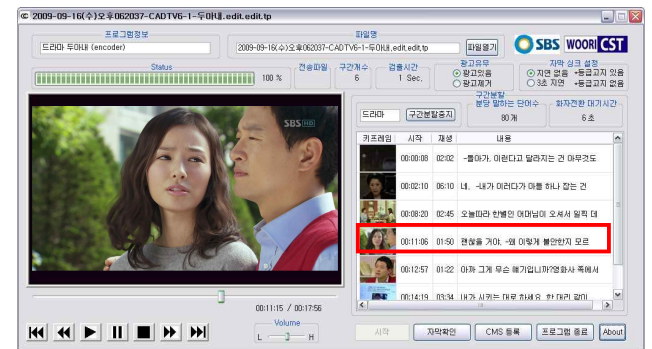 2009-09-16(수)오후062037-CADTV6-1-두아내.edit.edit.tp
프로그램정보
파일명
드라마 두아내 (encoder)
2009-09-16(수)오후062037-CADTV6-1-두아내.edit.edit.tp
파일열기
SBS WOORI CST
Status
100 %
전송파일
구간개수
6
검출시간
1 Sec.
광고유무
광고있음
광고제거
자막 싱크 설정
지연 없음 +등급고지 있음
3초 지연 +등급고지 없음
SBS HD
구간분할
드라마
구간분할중지
분당 말하는 단어수
80 개
화자전환 대기시간
6 초
키프레임 시작 재생 내용
00:00:08 02:02 -돌아가. 이런다고 달라지는 건 아무것도
00:02:10 06:10 네. -내가 이러다가 아들 하나 잡는 건
00:08:20 02:45 오늘따라 한별인 어머님이 오셔서 일찍 데
00:11:06 01:50 괜찮을 거야. -왜 이렇게 불안한지 모르
00:12:57 01:22 아까 그게 무슨 얘기입니까?영화사 쪽에서
00:14:19 03:34 내가 시키는 대로 하세요. 한 대리 같이
00:11:15 / 00:17:56
Volume
L H
시작
자막확인
CMS 등록
프로그램 종료
About